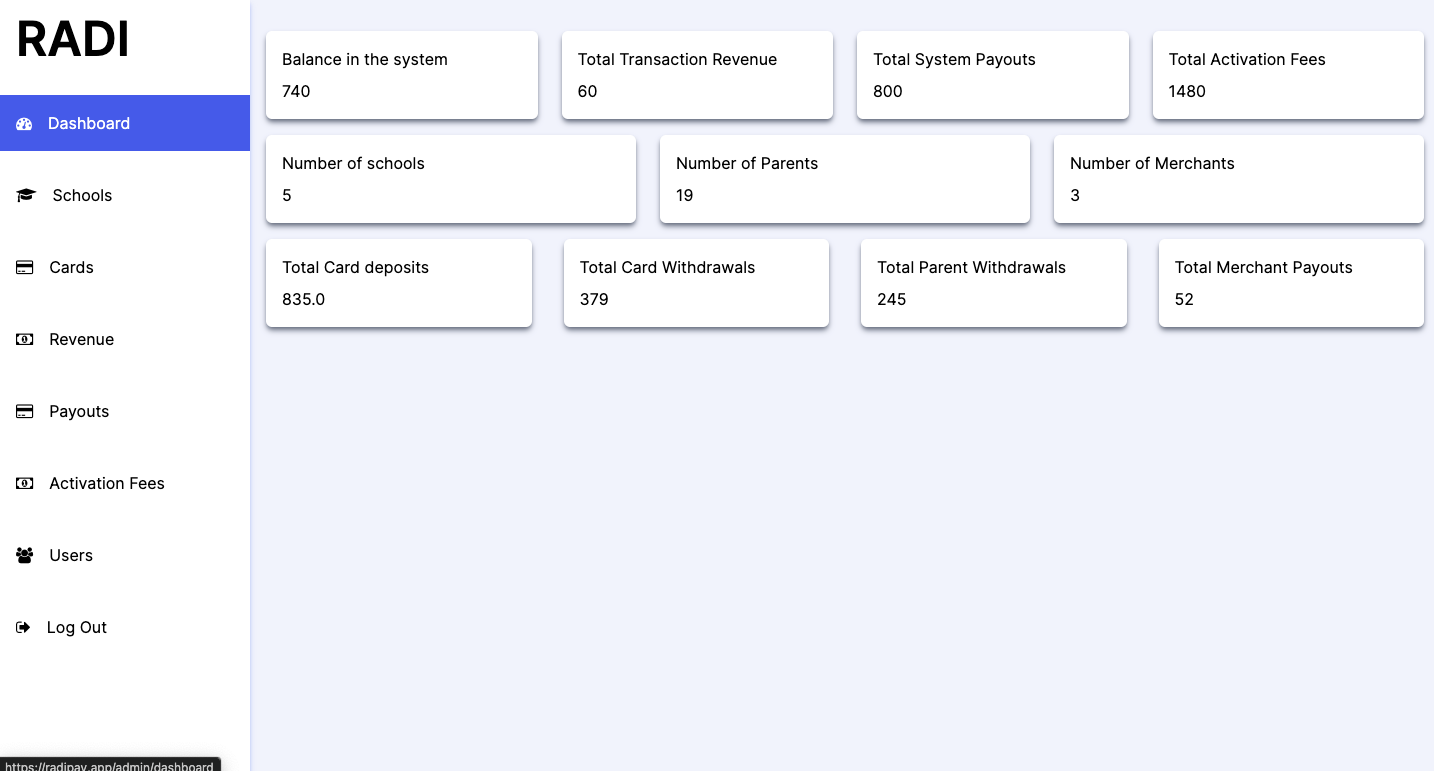 RADI
Dashboard
Schools
Cards
Revenue
Payouts
Activation Fees
Users
Log Out
Balance in the system
740
Total Transaction Revenue
60
Total System Payouts
800
Total Activation Fees
1480
Number of schools
5
Number of Parents
19
Number of Merchants
3
Total Card deposits
835.0
Total Card Withdrawals
379
Total Parent Withdrawals
245
Total Merchant Payouts
52
https://radipay.app/admin/dashboard